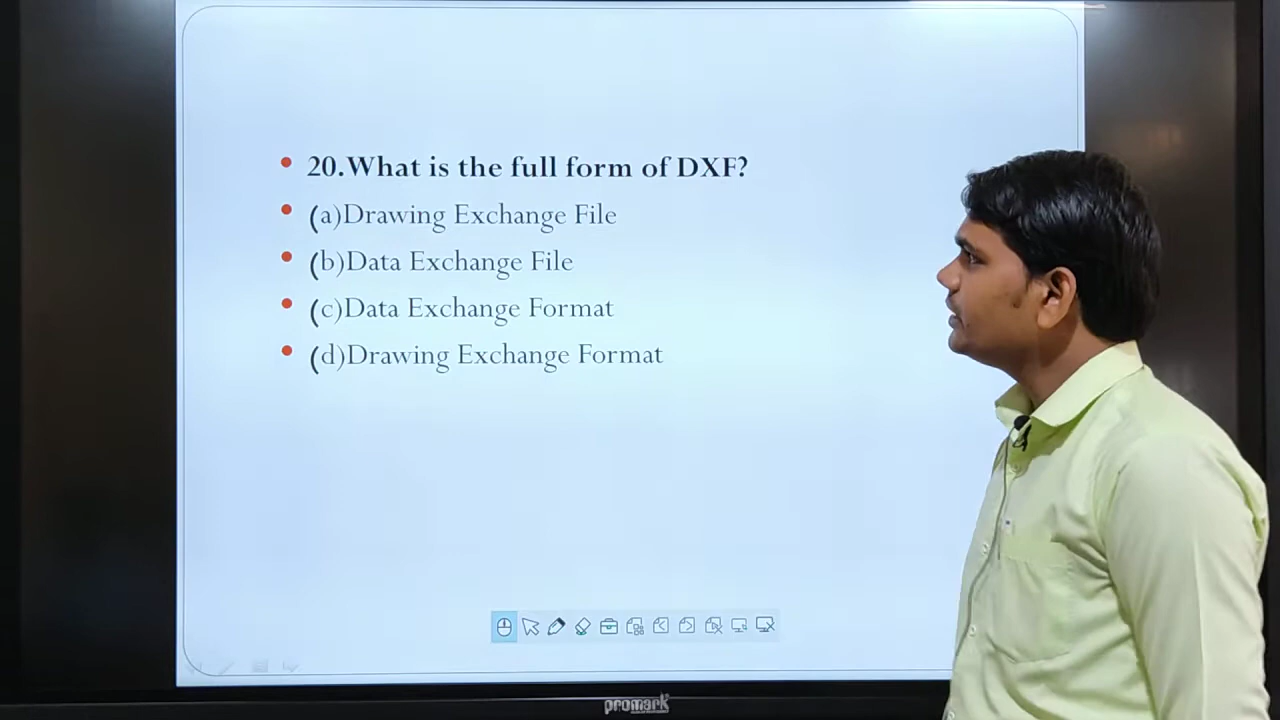 20.What is the full form of DXF?
(a)Drawing Exchange File
(b)Data Exchange File
(c)Data Exchange Format
(d)Drawing Exchange Format
promark